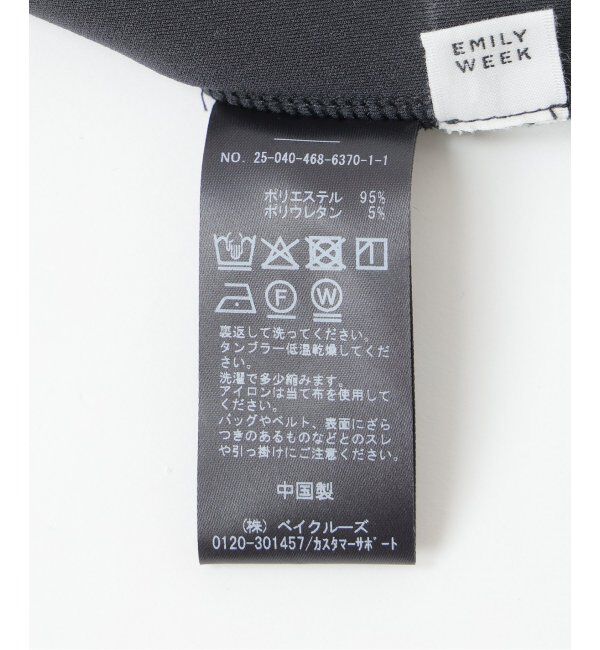 EMILY
WEEK
NO. 25-040-468-6370-1-1
ポリエステル 95%
ポリウレタン 5%
F W
裏返して洗ってください。
タンブラー低温乾燥してくださ
い。
洗濯で多少縮みます。
アイロンは当て布を使用して
ください。
バッグやベルト、表面にざら
つきのあるものなどとのスレ
や引っ掛けにご注意ください。
中国製
(株) ベイクルーズ
0120-301457/カスタマーサポート